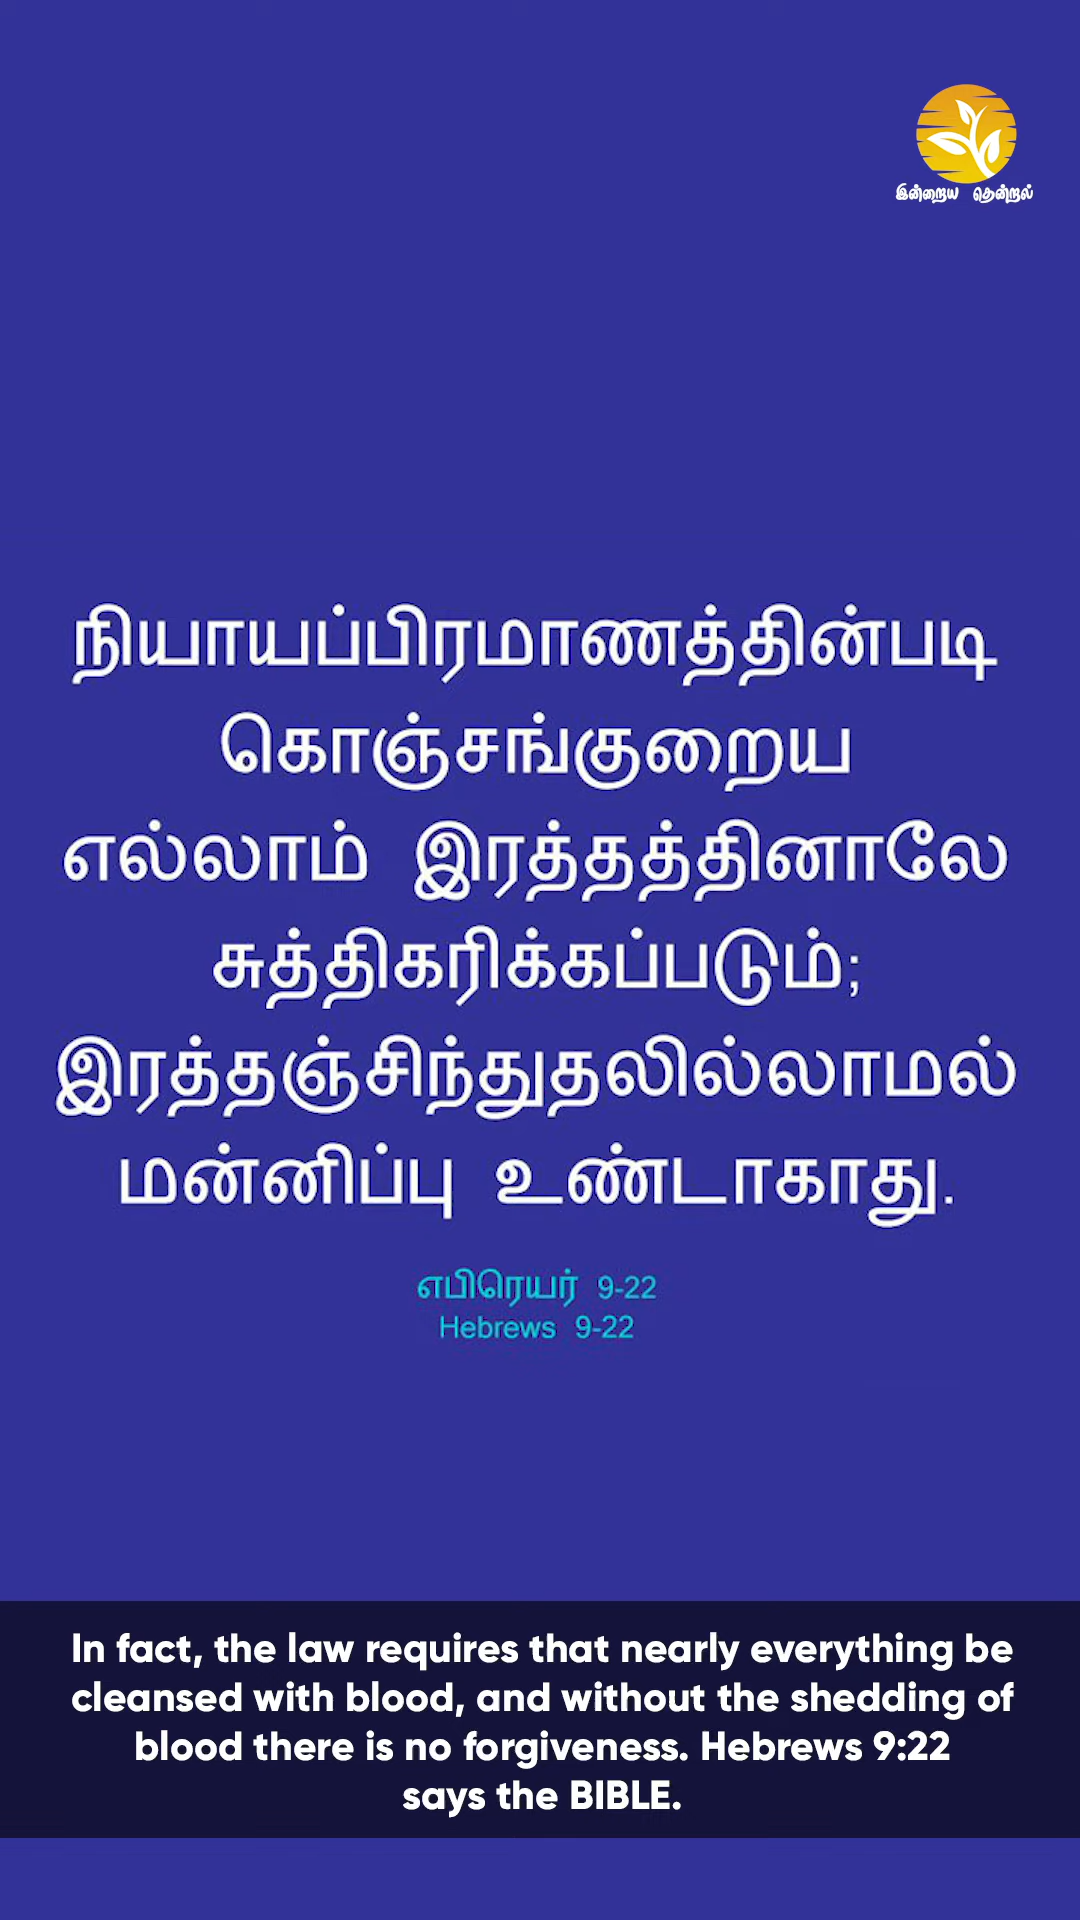 இன்றைய தென்றல்
நியாயப்பிரமாணத்தின்படி
கொஞ்சங்குறைய
எல்லாம் இரத்தத்தினாலே
சுத்திகரிக்கப்படும்;
இரத்தஞ்சிந்துதலில்லாமல்
மன்னிப்பு உண்டாகாது.
எபிரெயர் 9-22
Hebrews 9-22
In fact, the law requires that nearly everything be
cleansed with blood, and without the shedding of
blood there is no forgiveness. Hebrews 9:22
says the BIBLE.